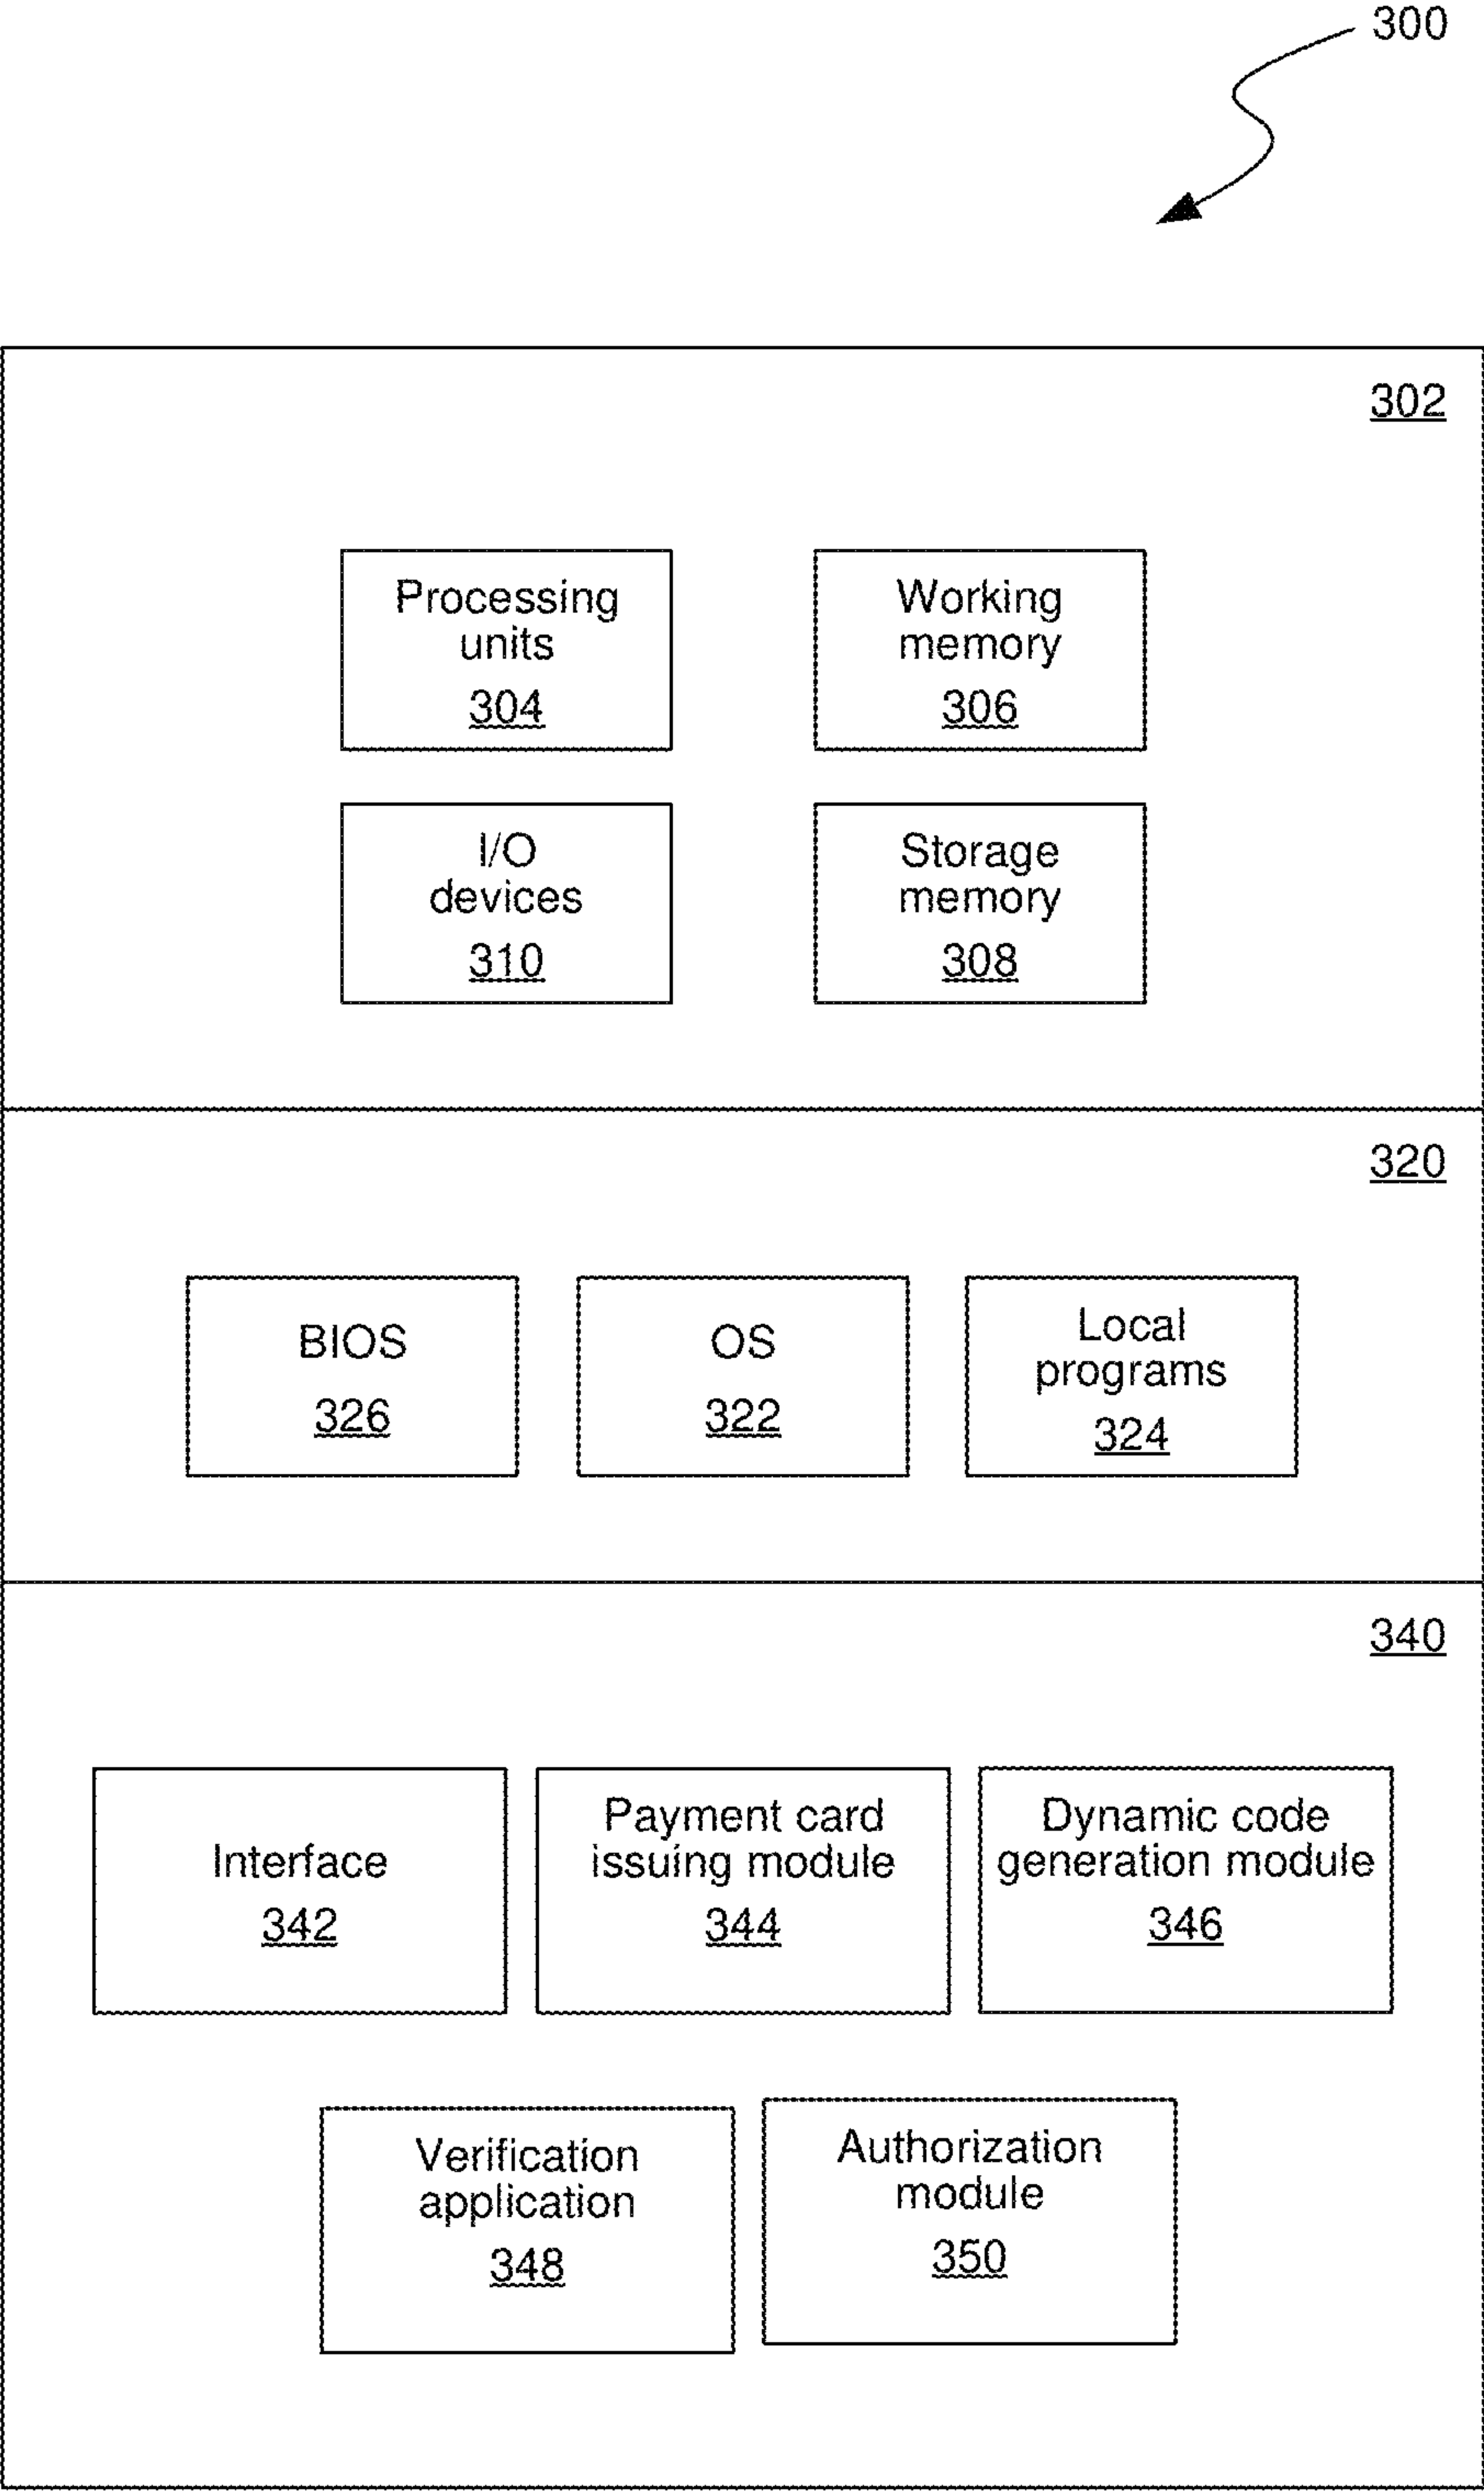 300
302
Processing
units
304
Working
memory
306
I/O
devices
310
Storage
memory
308
320
BIOS
326
OS
322
Local
programs
324
340
Interface
342
Payment card
issuing module
344
Dynamic code
generation module
346
Verification
application
348
Authorization
module
350